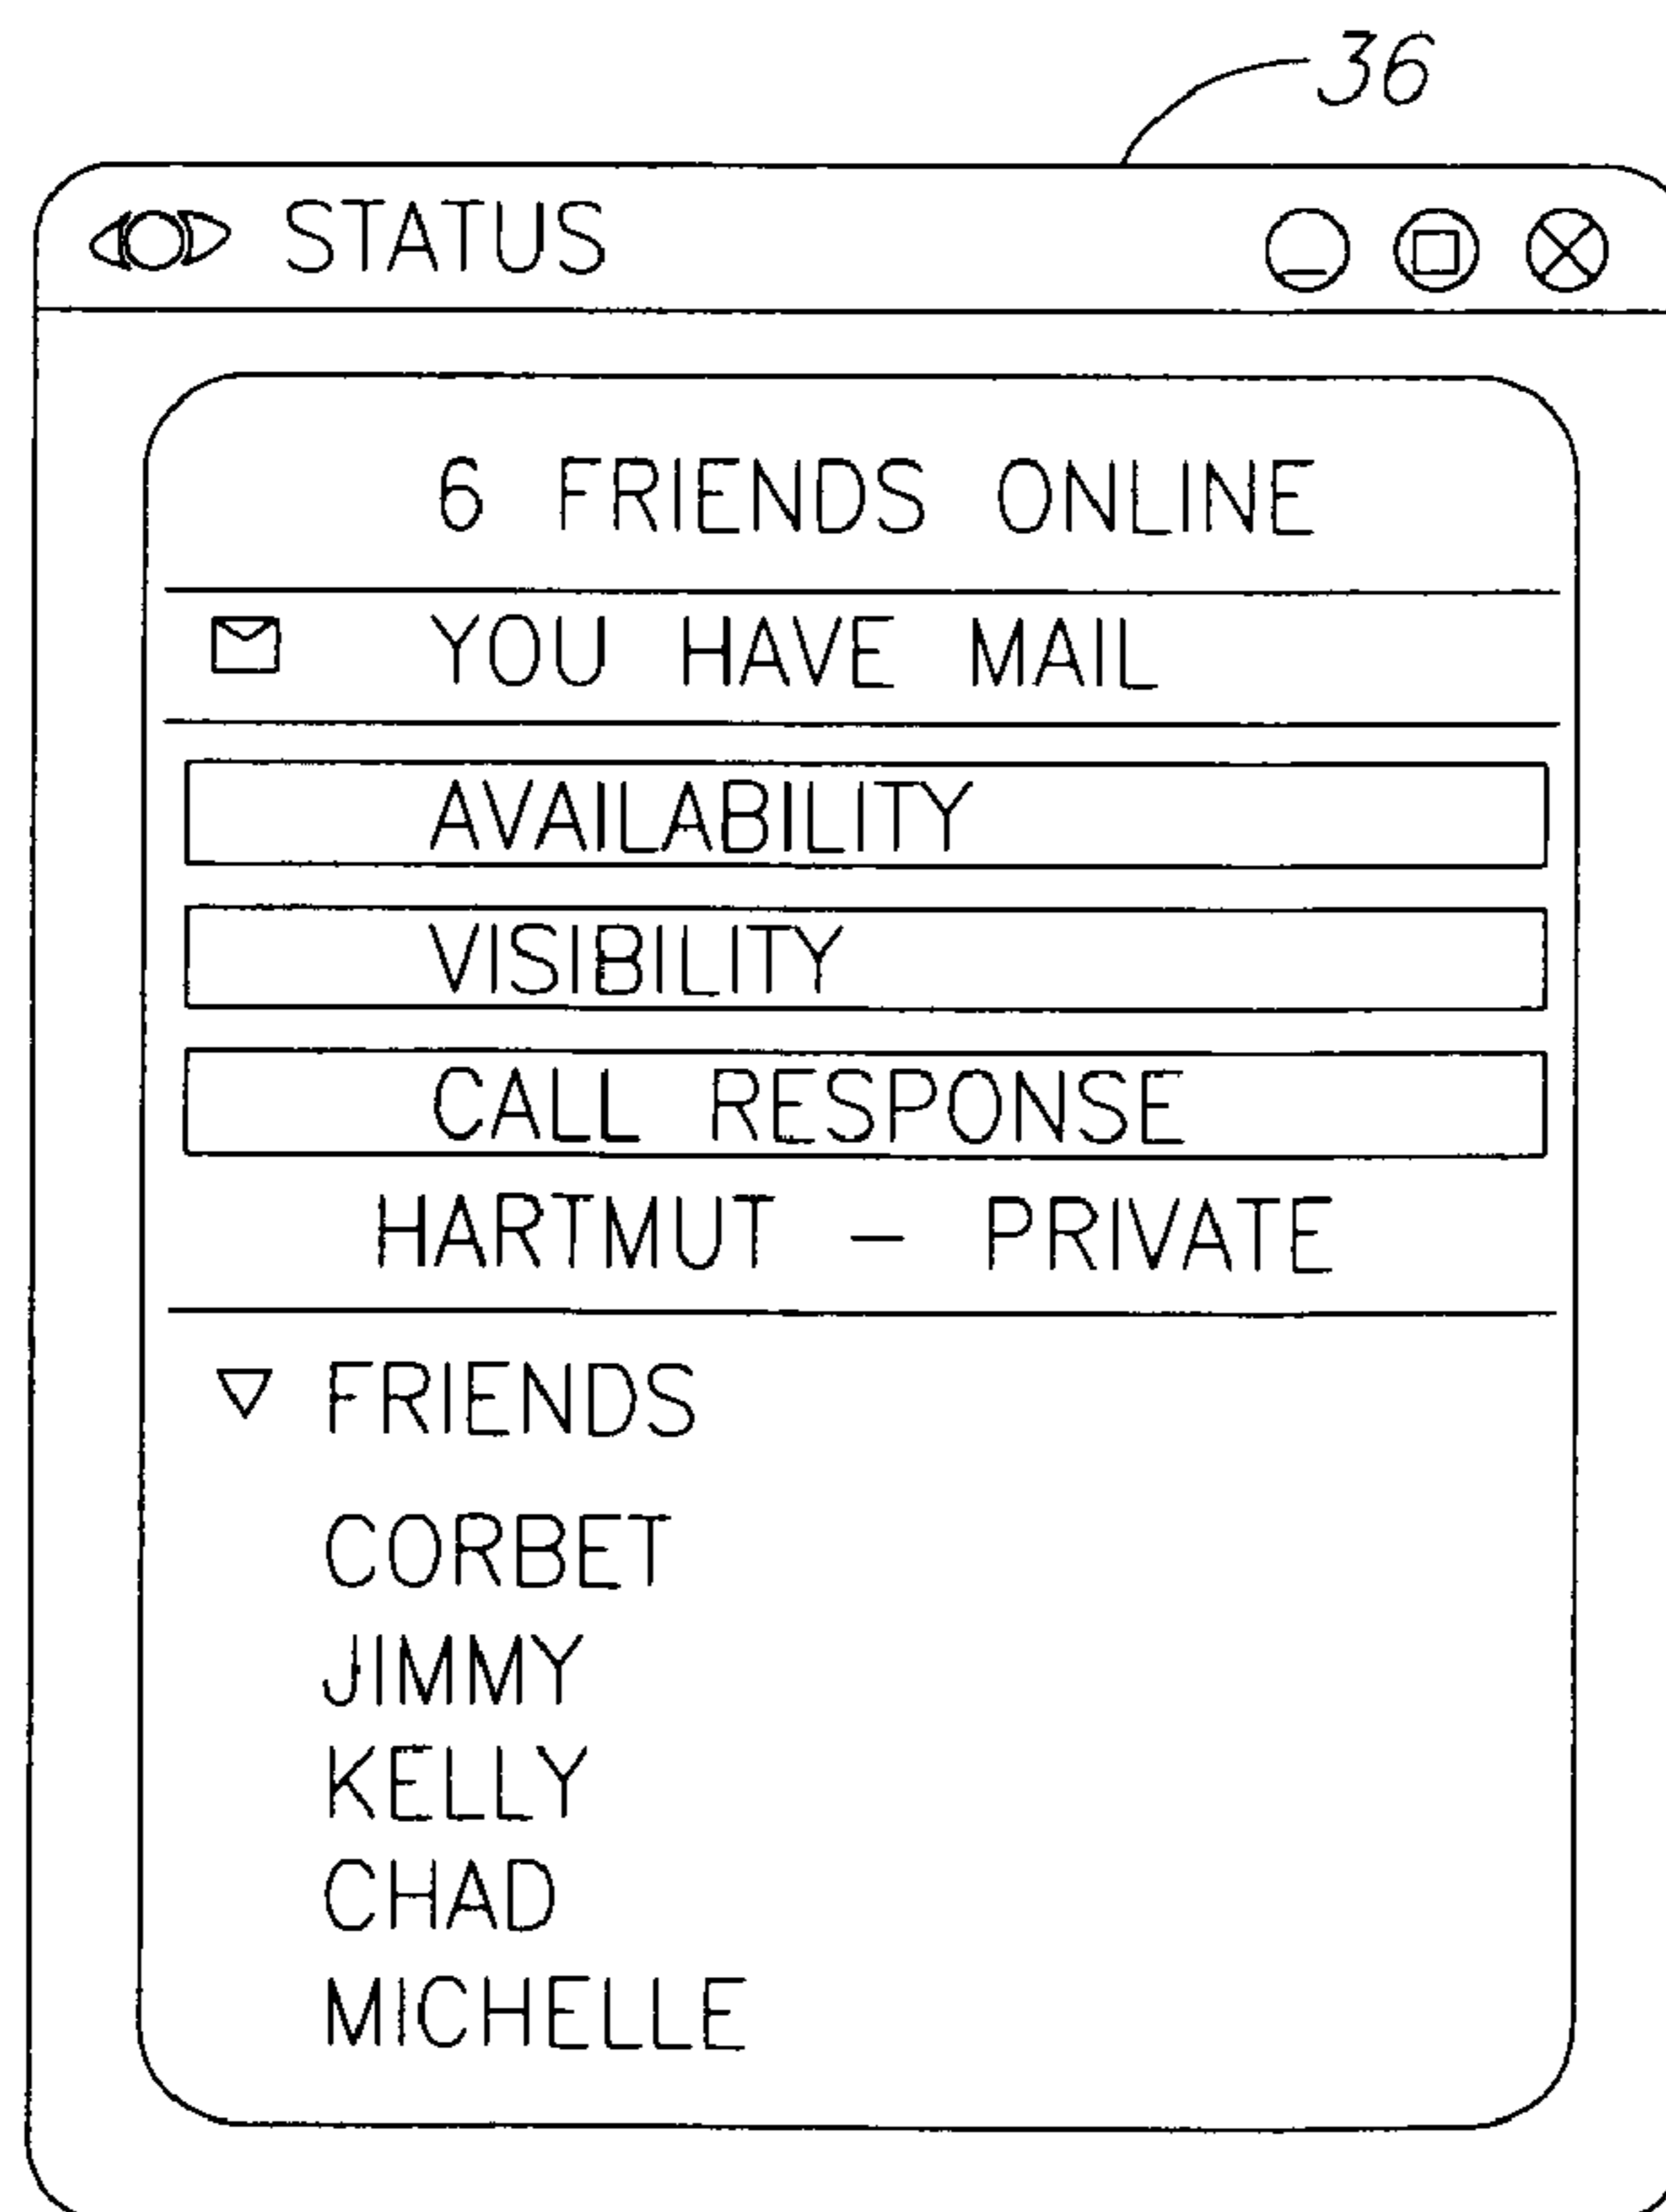 36
STATUS
6 FRIENDS ONLINE
YOU HAVE MAIL
AVAILABILITY
VISIBILITY
CALL RESPONSE
HARTMUT – PRIVATE
FRIENDS
CORBET
JIMMY
KELLY
CHAD
MICHELLE